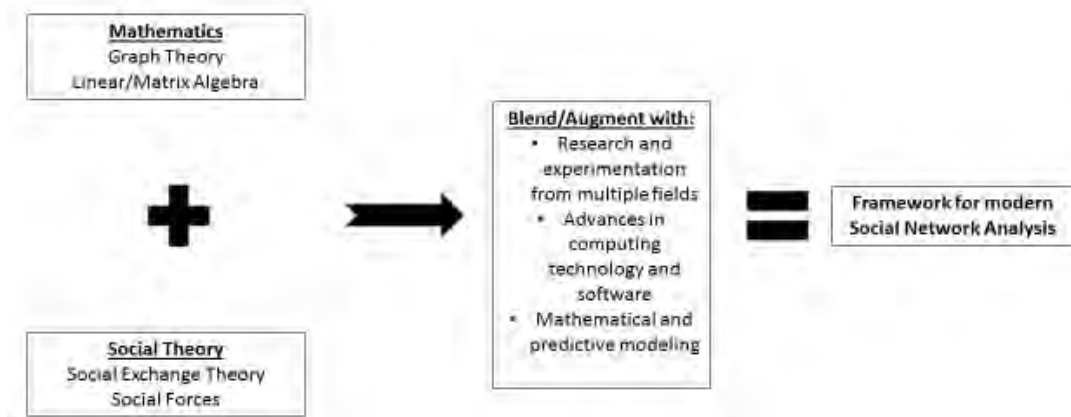 Mathematics
Graph Theory
Linear/Matrix Algebra
Social Theory
Social Exchange Theory
Social Forces
Blend/Augment with:
• Research and
experimentation
from multiple fields
• Advances in
computing
technology and
software
• Mathematical and
predictive modeling
Framework for modern
Social Network Analysis